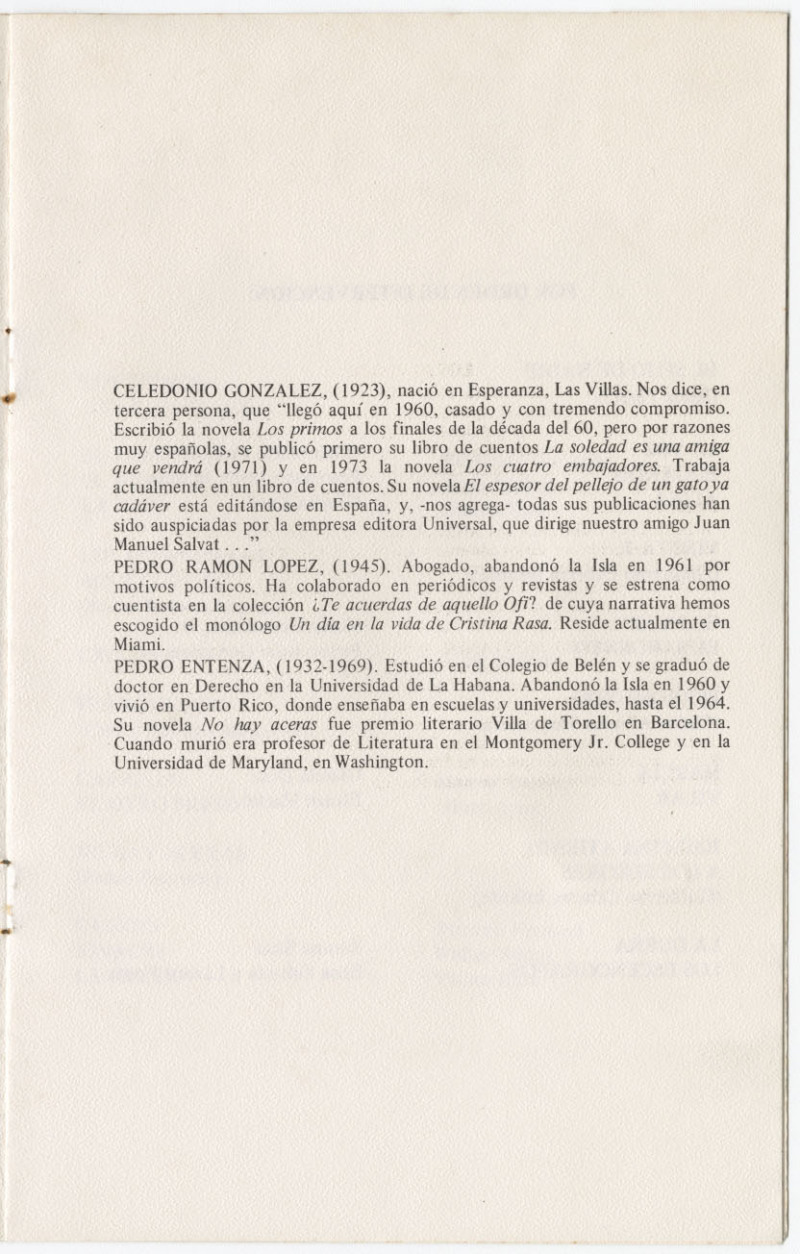 CELEDONIO GONZALEZ, (1923), nació en Esperanza, Las Villas. Nos dice, en
tercera persona, que “llegó aquí en 1960, casado y con tremendo compromiso.
Escribió la novela Los primos a los finales de la década del 60, pero por razones
muy españolas, se publicó primero su libro de cuentos La soledad es una amiga
que vendrá (1971) y en 1973 la novela Los cuatro embajadores. Trabaja
actualmente en un libro de cuentos. Su novela El espesor del pellejo de un gato ya
cadáver está editándose en España, y, -nos agrega- todas sus publicaciones han
sido auspiciadas por la empresa editora Universal, que dirige nuestro amigo Juan
Manuel Salvat . . .”
PEDRO RAMON LOPEZ, (1945). Abogado, abandonó la Isla en 1961 por
motivos políticos. Ha colaborado en periódicos y revistas y se estrena como
cuentista en la colección ¿Te acuerdas de aquello Ofi? de cuya narrativa hemos
escogido el monólogo Un día en la vida de Cristina Rasa. Reside actualmente en
Miami.
PEDRO ENTENZA, (1932-1969). Estudió en el Colegio de Belén y se graduó de
doctor en Derecho en la Universidad de La Habana. Abandonó la Isla en 1960 y
vivió en Puerto Rico, donde enseñaba en escuelas y universidades, hasta el 1964.
Su novela No hay aceras fue premio literario Villa de Torello en Barcelona.
Cuando murió era profesor de Literatura en el Montgomery Jr. College y en la
Universidad de Maryland, en Washington.